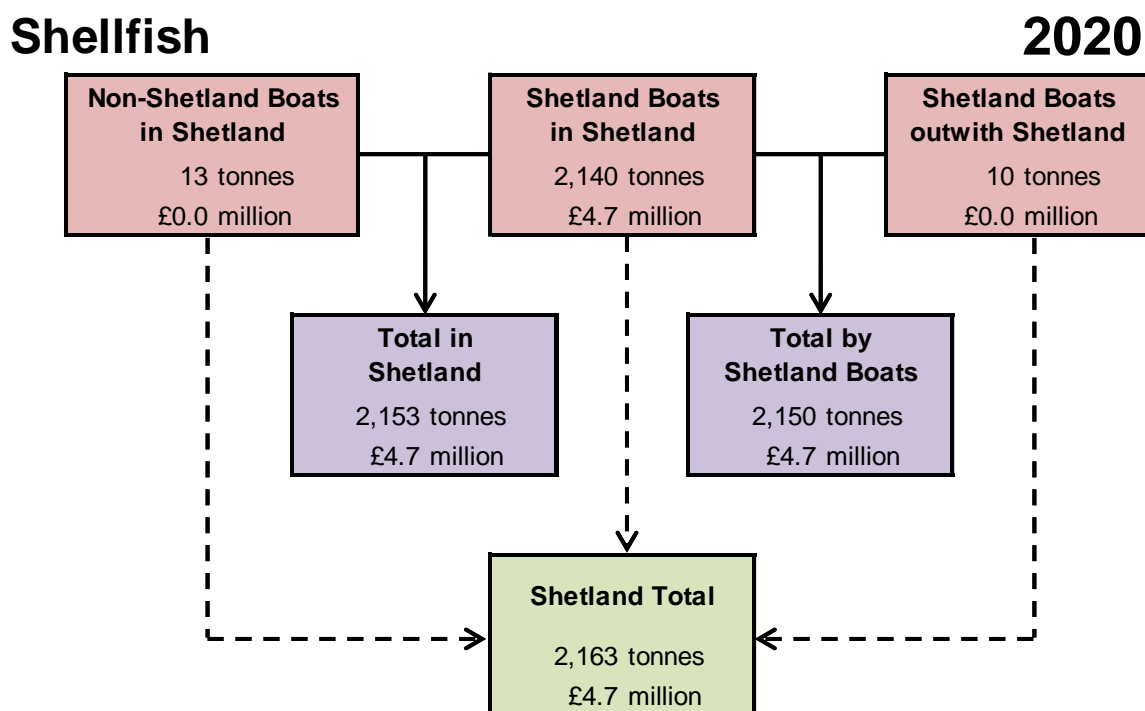 Shellfish
2020
Non-Shetland Boats
in Shetland
13 tonnes
£0.0 million
Shetland Boats
in Shetland
2,140 tonnes
£4.7 million
Shetland Boats
outwith Shetland
10 tonnes
£0.0 million
Total in
Shetland
2,153 tonnes
£4.7 million
Total by
Shetland Boats
2,150 tonnes
£4.7 million
Shetland Total
2,163 tonnes
£4.7 million